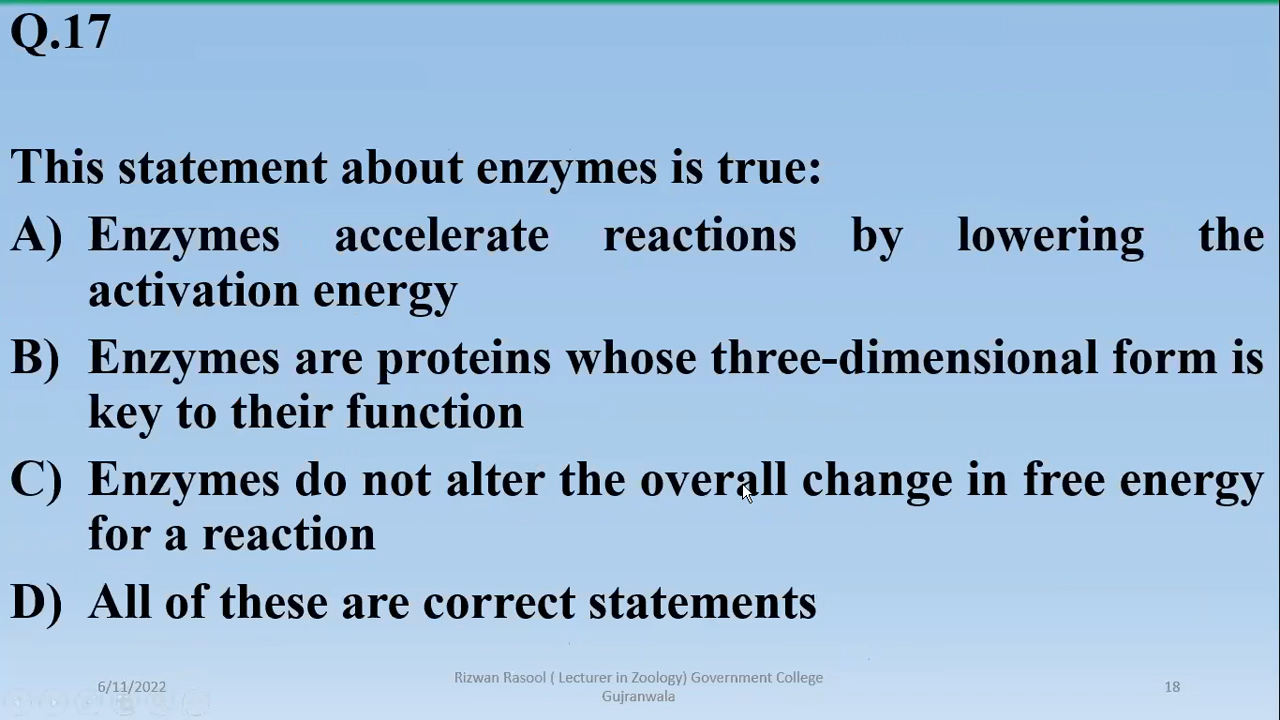 Q.17
This statement about enzymes is true:
A) Enzymes accelerate reactions by lowering the
activation energy
B) Enzymes are proteins whose three-dimensional form is
key to their function
C) Enzymes do not alter the overall change in free energy
for a reaction
D) All of these are correct statements
6/11/2022
Rizwan Rasool ( Lecturer in Zoology) Government College
Gujranwala
18